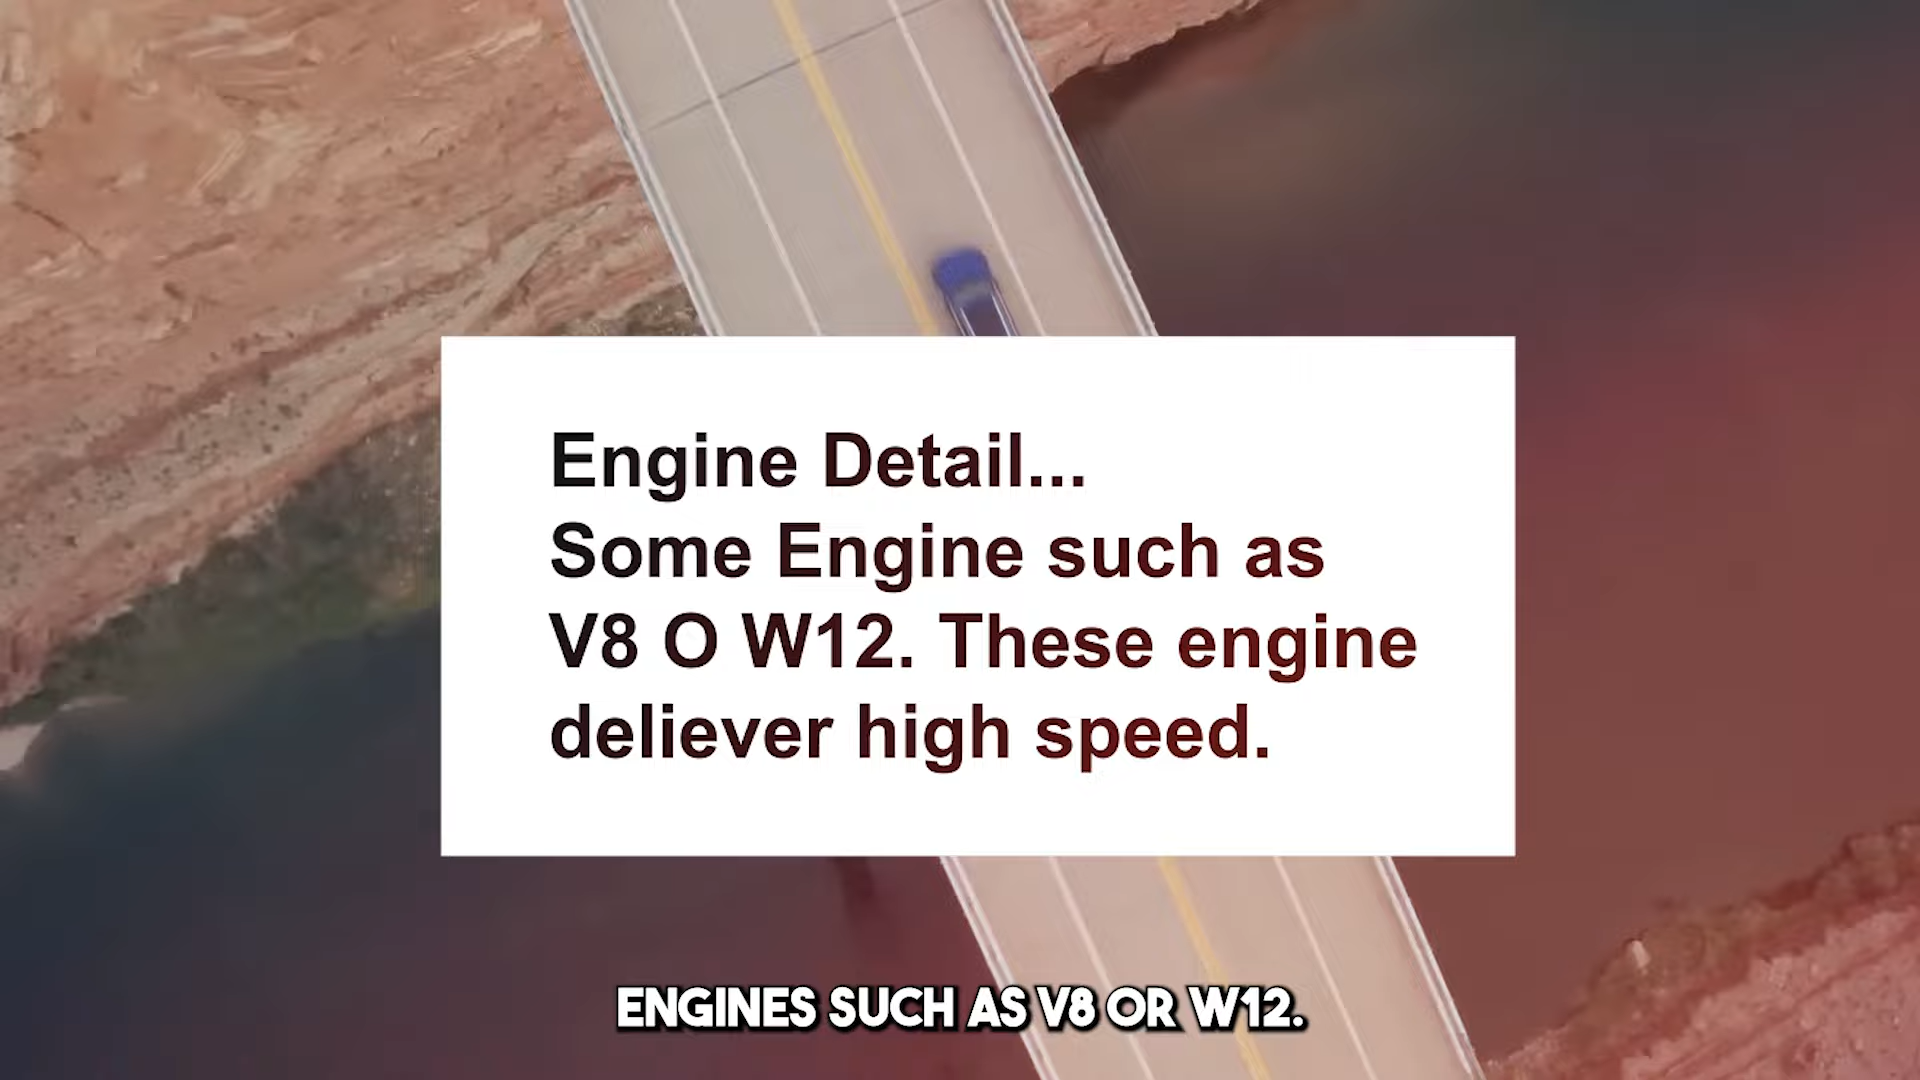 Engine Detail...
Some Engine such as
V8 O W12. These engine
deliever high speed.
ENGINES SUCH AS V8 OR W12.